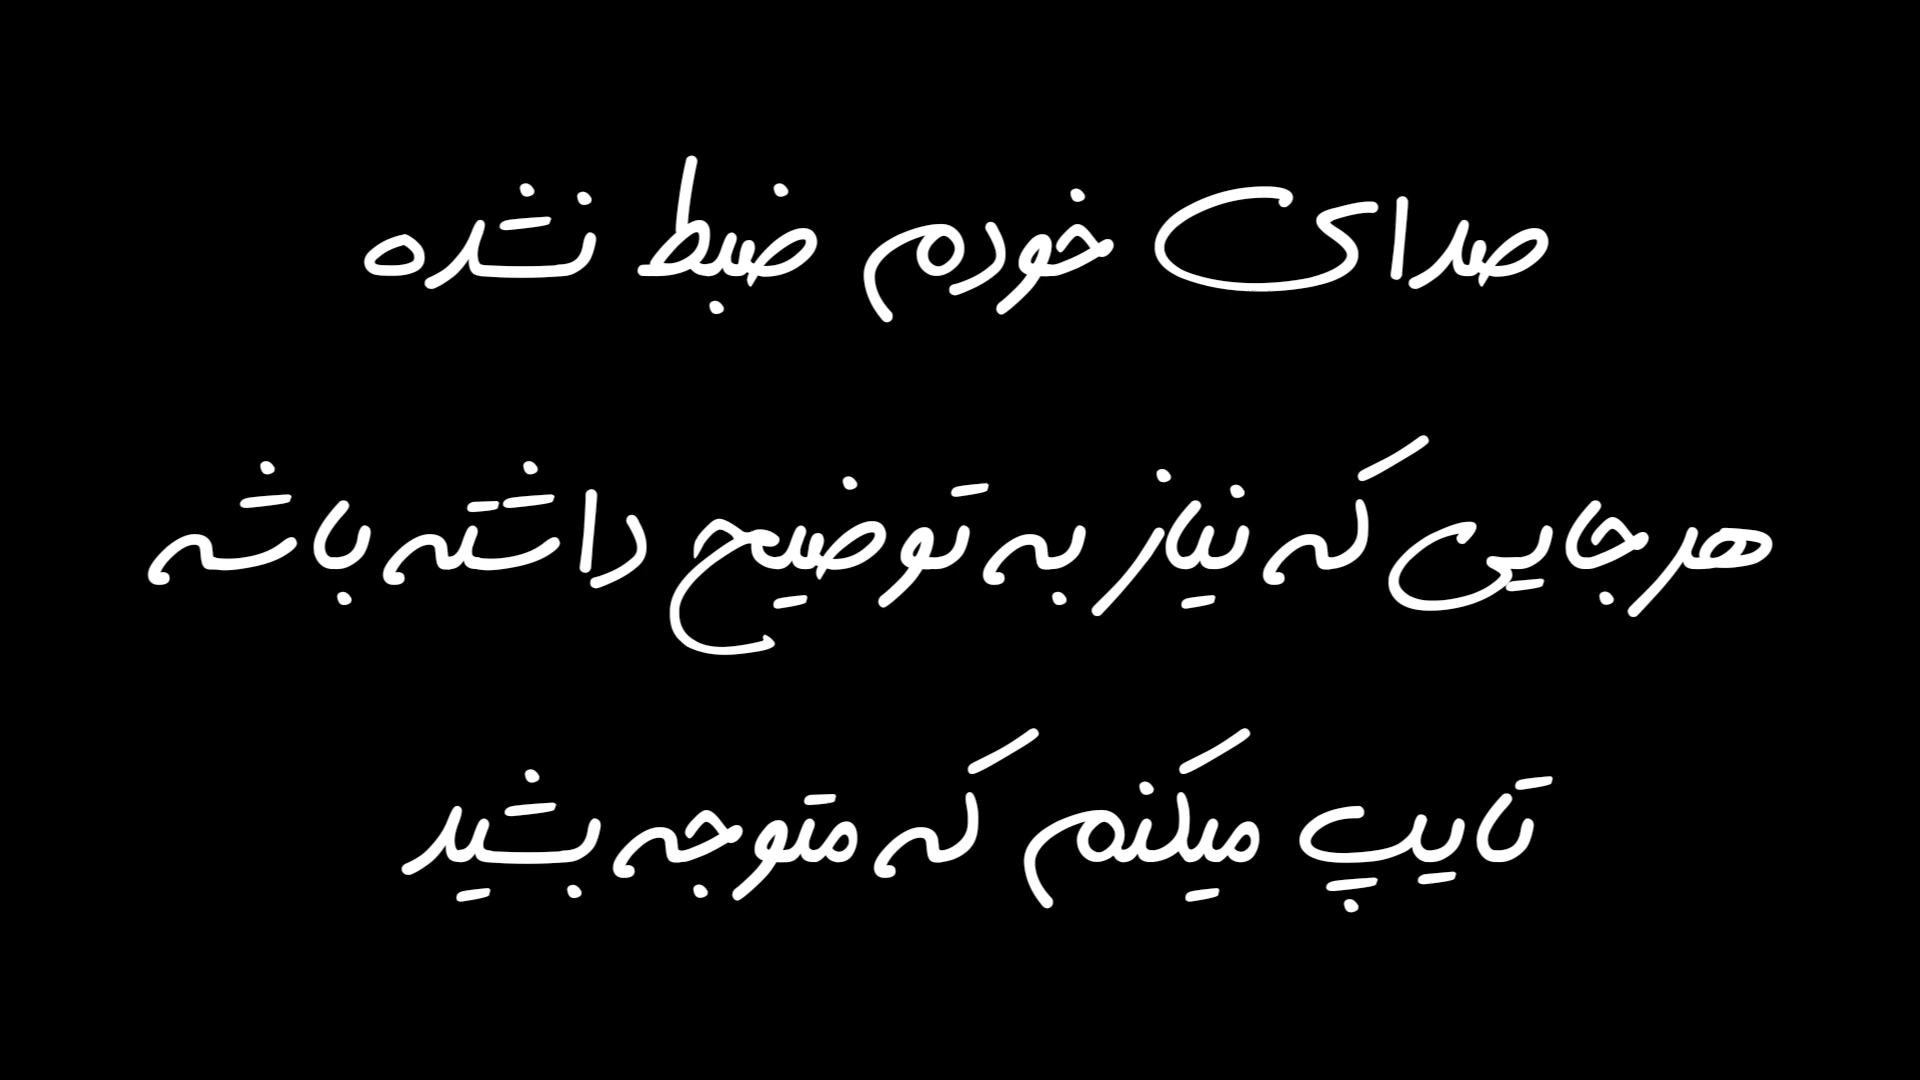 صدای خودم ضبط نشده
هرجایی که نیاز به توضیح داشته باشه
تایپ میکنم که متوجه بشید